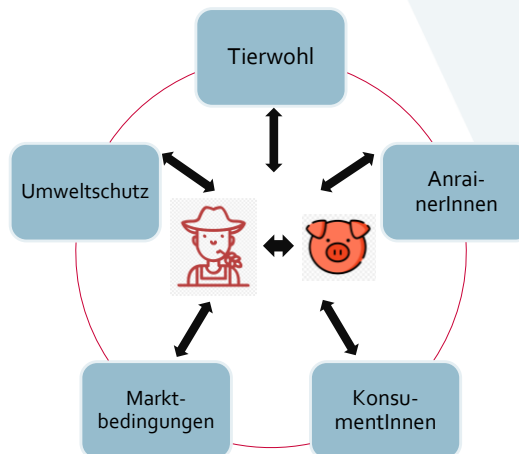 Tierwohl
Umweltschutz
Anrai-
nerInnen
Markt-
bedingungen
Konsu-
mentInnen